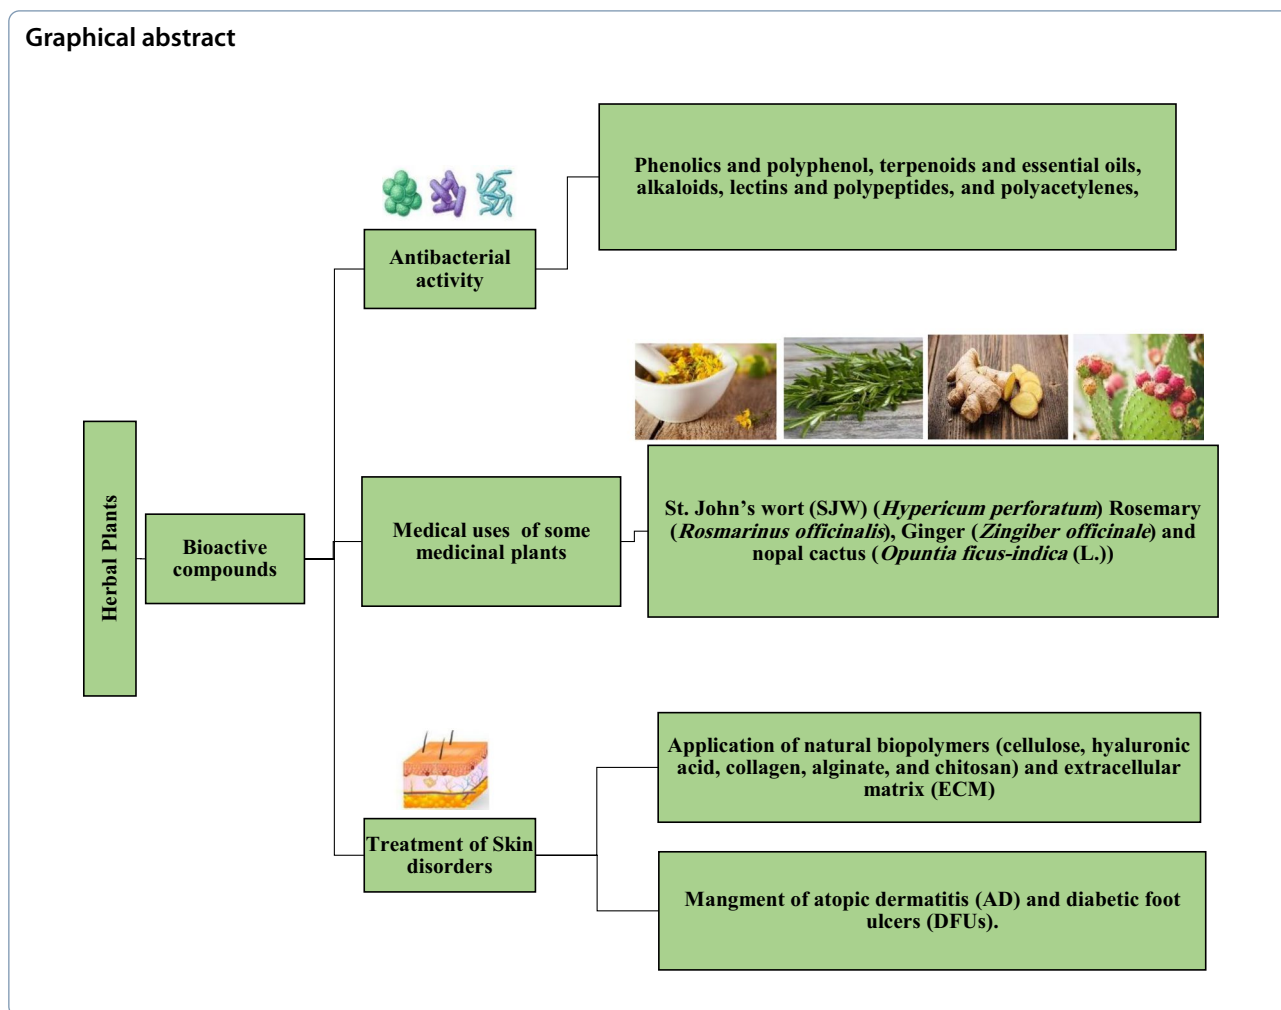 Graphical abstract
Phenolics and polyphenol, terpenoids and essential oils,
alkaloids, lectins and polypeptides, and polyacetylenes,
Antibacterial
activity
Herbal Plants
Bioactive
compounds
Medical uses of some
medicinal plants
St. John's wort (SJW) (Hypericum perforatum) Rosemary
(Rosmarinus officinalis), Ginger (Zingiber officinale) and
nopal cactus (Opuntia ficus-indica (L.))
Treatment of Skin
disorders
Application of natural biopolymers (cellulose, hyaluronic
acid, collagen, alginate, and chitosan) and extracellular
matrix (ECM)
Mangment of atopic dermatitis (AD) and diabetic foot
ulcers (DFUs).